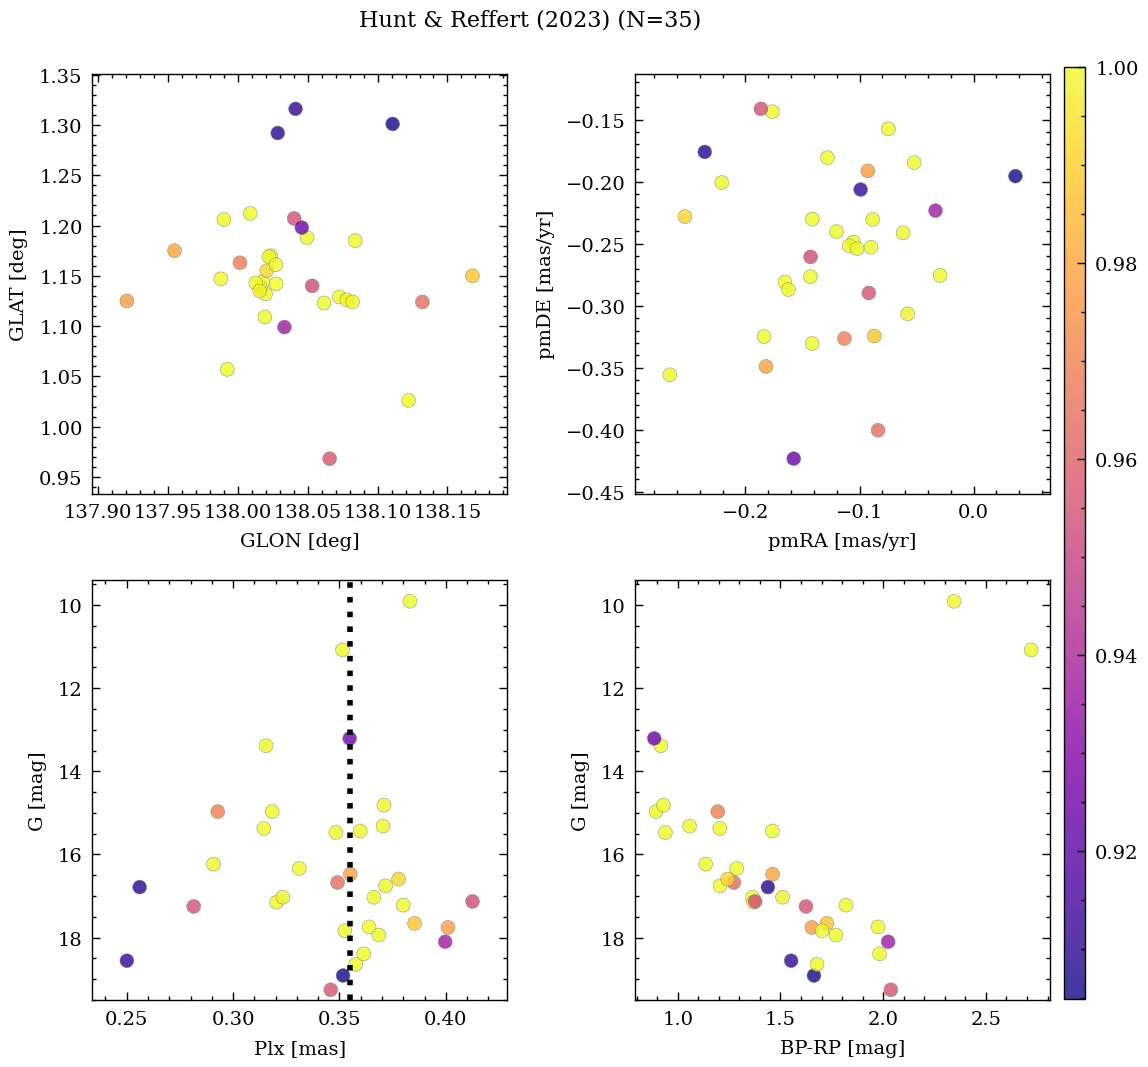 Hunt & Reffert (2023) (N=35)
1.35
1.30
1.25
1.20
1.15
1.10
1.05
1.00
0.95
GLAT [deg]
137.90 137.95 138.00 138.05 138.10 138.15
GLON [deg]
−0.15
−0.20
−0.25
−0.30
−0.35
−0.40
−0.45
pmDE [mas/yr]
−0.2 −0.1 0.0
pmRA [mas/yr]
10
12
14
16
18
G [mag]
0.25 0.30 0.35 0.40
Plx [mas]
10
12
14
16
18
G [mag]
1.0 1.5 2.0 2.5
BP-RP [mag]
1.00
0.98
0.96
0.94
0.92